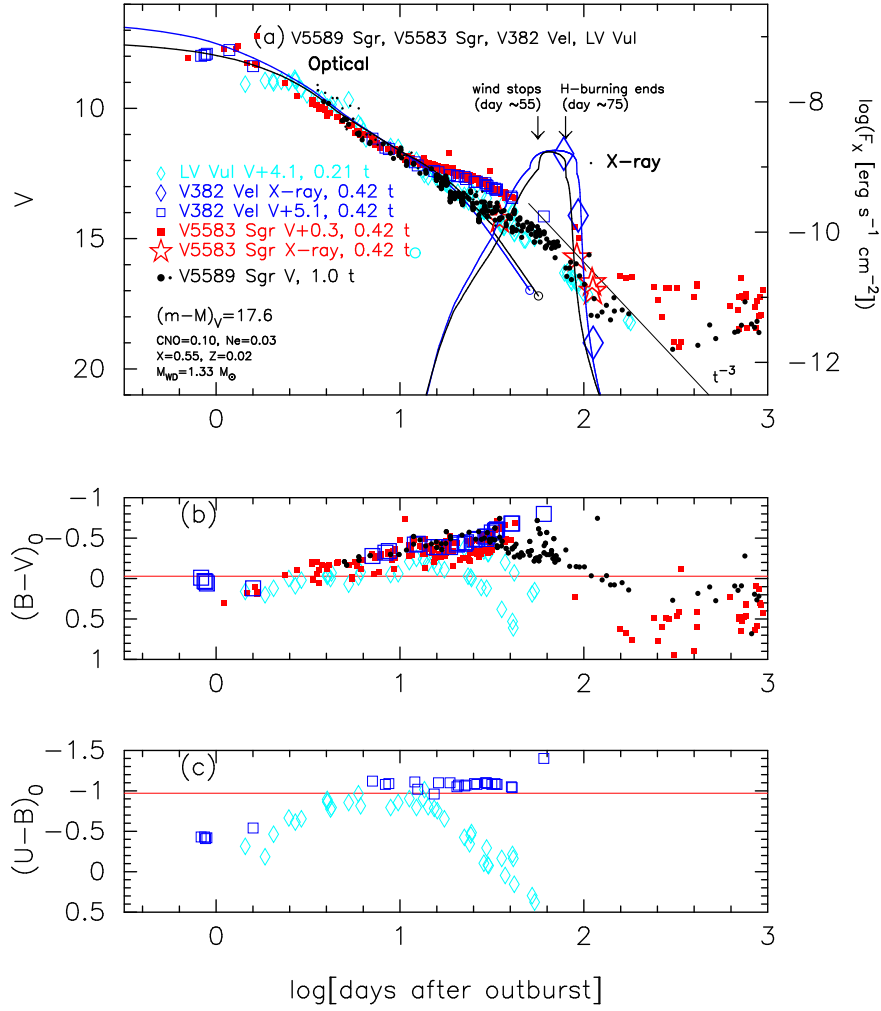 (a) V5589 Sgr, V5583 Sgr, V382 Vel, LV Vul
Optical
wind stops
(day ~55)
H-burning ends
(day ~75)
X-ray
LV Vul V+4.1, 0.21 t
V382 Vel X-ray, 0.42 t
V382 Vel V+5.1, 0.42 t
V5583 Sgr V+0.3, 0.42 t
V5583 Sgr X-ray, 0.42 t
V5589 Sgr V, 1.0 t
(m-M)V=17.6
CNO=0.10, Ne=0.03
X=0.55, Z=0.02
MWD=1.33 M⊙
t−3
V
10
15
20
log(FX [erg s−1 cm−2])
−8
−10
−12
0
1
2
3
(b)
(B−V)0
−1
−0.5
0
0.5
1
0
1
2
3
(c)
(U−B)0
−1.5
−1
−0.5
0
0.5
0
1
2
3
log[days after outburst]